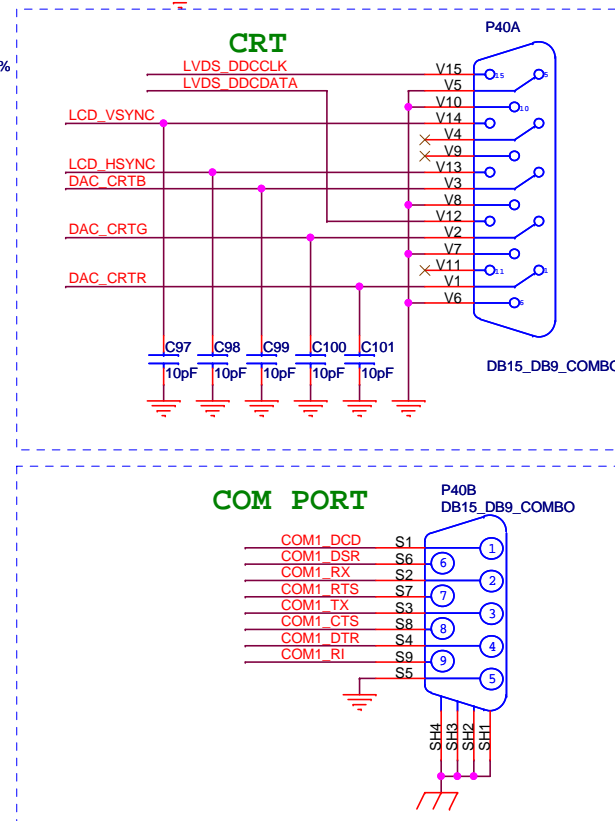 %
CRT
P40A
LVDS_DDCCLK V15 15 5
LVDS_DDCDATA V5
V10 10
LCD_VSYNC V14
V4
V9
LCD_HSYNC V13
DAC_CRTB V3
V8
V12
DAC_CRTG V2
V7
V11 11 1
DAC_CRTR V1
V6 6
C97 C98 C99 C100 C101
10pF 10pF 10pF 10pF 10pF
DB15_DB9_COMBO
COM PORT
P40B
DB15_DB9_COMBO
COM1_DCD S1 1
COM1_DSR S6 6
COM1_RX S2 2
COM1_RTS S7 7
COM1_TX S3 3
COM1_CTS S8 8
COM1_DTR S4 4
COM1_RI S9 9
S5 5
SH4 SH3 SH2 SH1